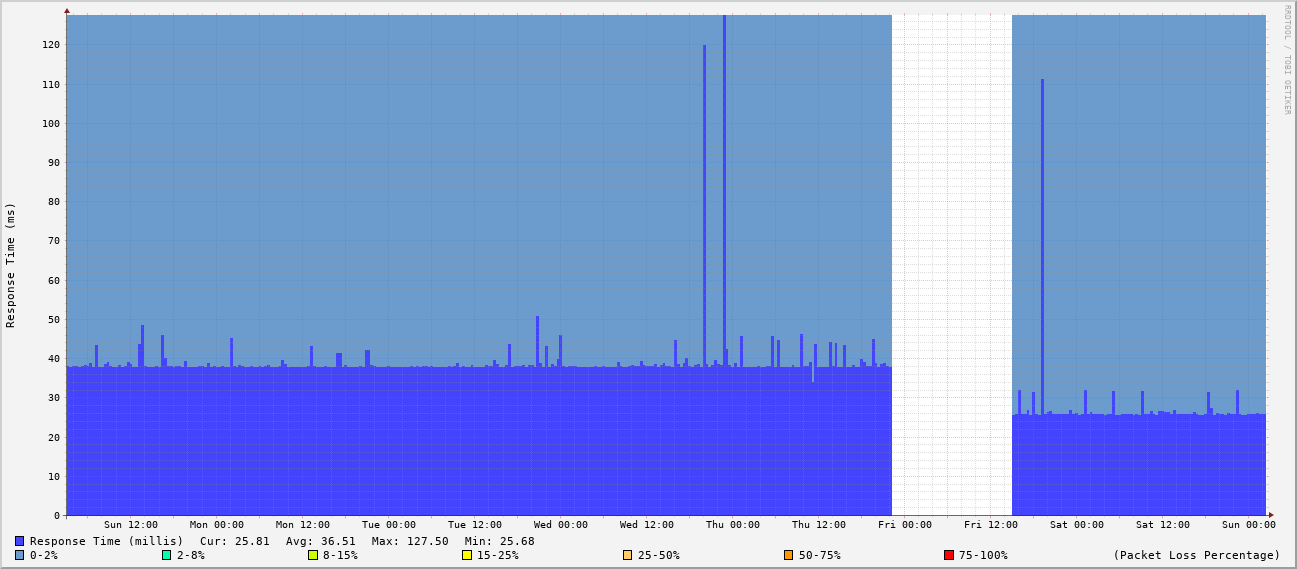 RRDTOOL / TOBI OETIKER
Response Time (ms)
120
110
100
90
80
70
60
50
40
30
20
10
0
Sun 12:00 Mon 00:00 Mon 12:00 Tue 00:00 Tue 12:00 Wed 00:00 Wed 12:00 Thu 00:00 Thu 12:00 Fri 00:00 Fri 12:00 Sat 00:00 Sat 12:00 Sun 00:00
Response Time (millis) Cur: 25.81 Avg: 36.51 Max: 127.50 Min: 25.68
0-2% 2-8% 8-15% 15-25% 25-50% 50-75% 75-100% (Packet Loss Percentage)